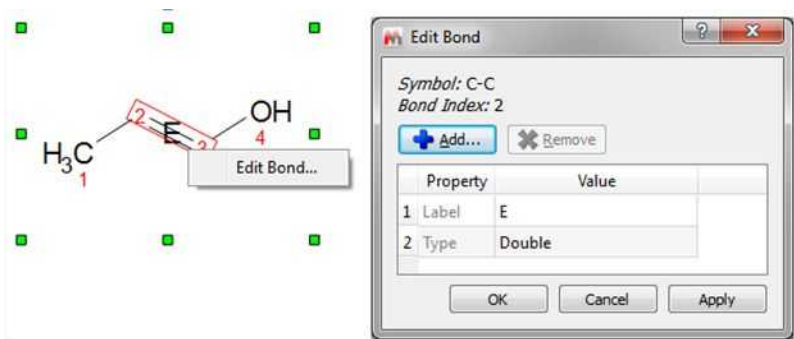 H3C
1
2
E
3
OH
4
Edit Bond...
Edit Bond
?
X
Symbol: C-C
Bond Index: 2
Add...
Remove
Property Value
1 Label E
2 Type Double
OK Cancel Apply